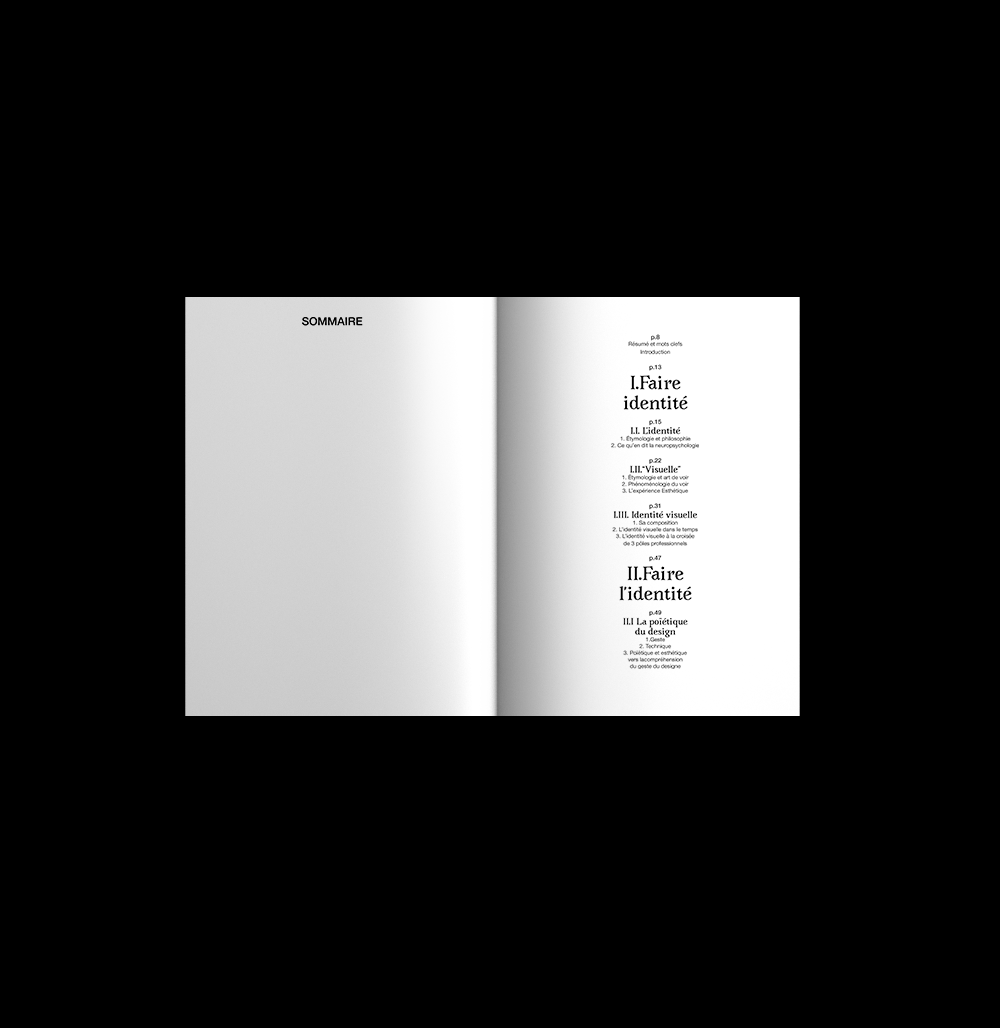 SOMMAIRE
p.8
Résumé et mots clefs
Introduction
p.13
I.Faire
identité
p.15
I.I. L'identité
1. Étymologie et philosophie
2. Ce qu'en dit la neuropsychologie
p.22
I.II."Visuelle"
1. Étymologie et art de voir
2. Phénoménologie du voir
3. L'expérience Esthétique
p.31
I.III. Identité visuelle
1. Sa composition
2. L'identité visuelle dans le temps
3. L'identité visuelle à la croisée
de 3 pôles professionnels
p.47
II.Faire
l'identité
p.49
II.I La poïétique
du design
1.Geste
2. Technique
3. Poïétique et esthétique
vers lacompréhension
du geste du designe